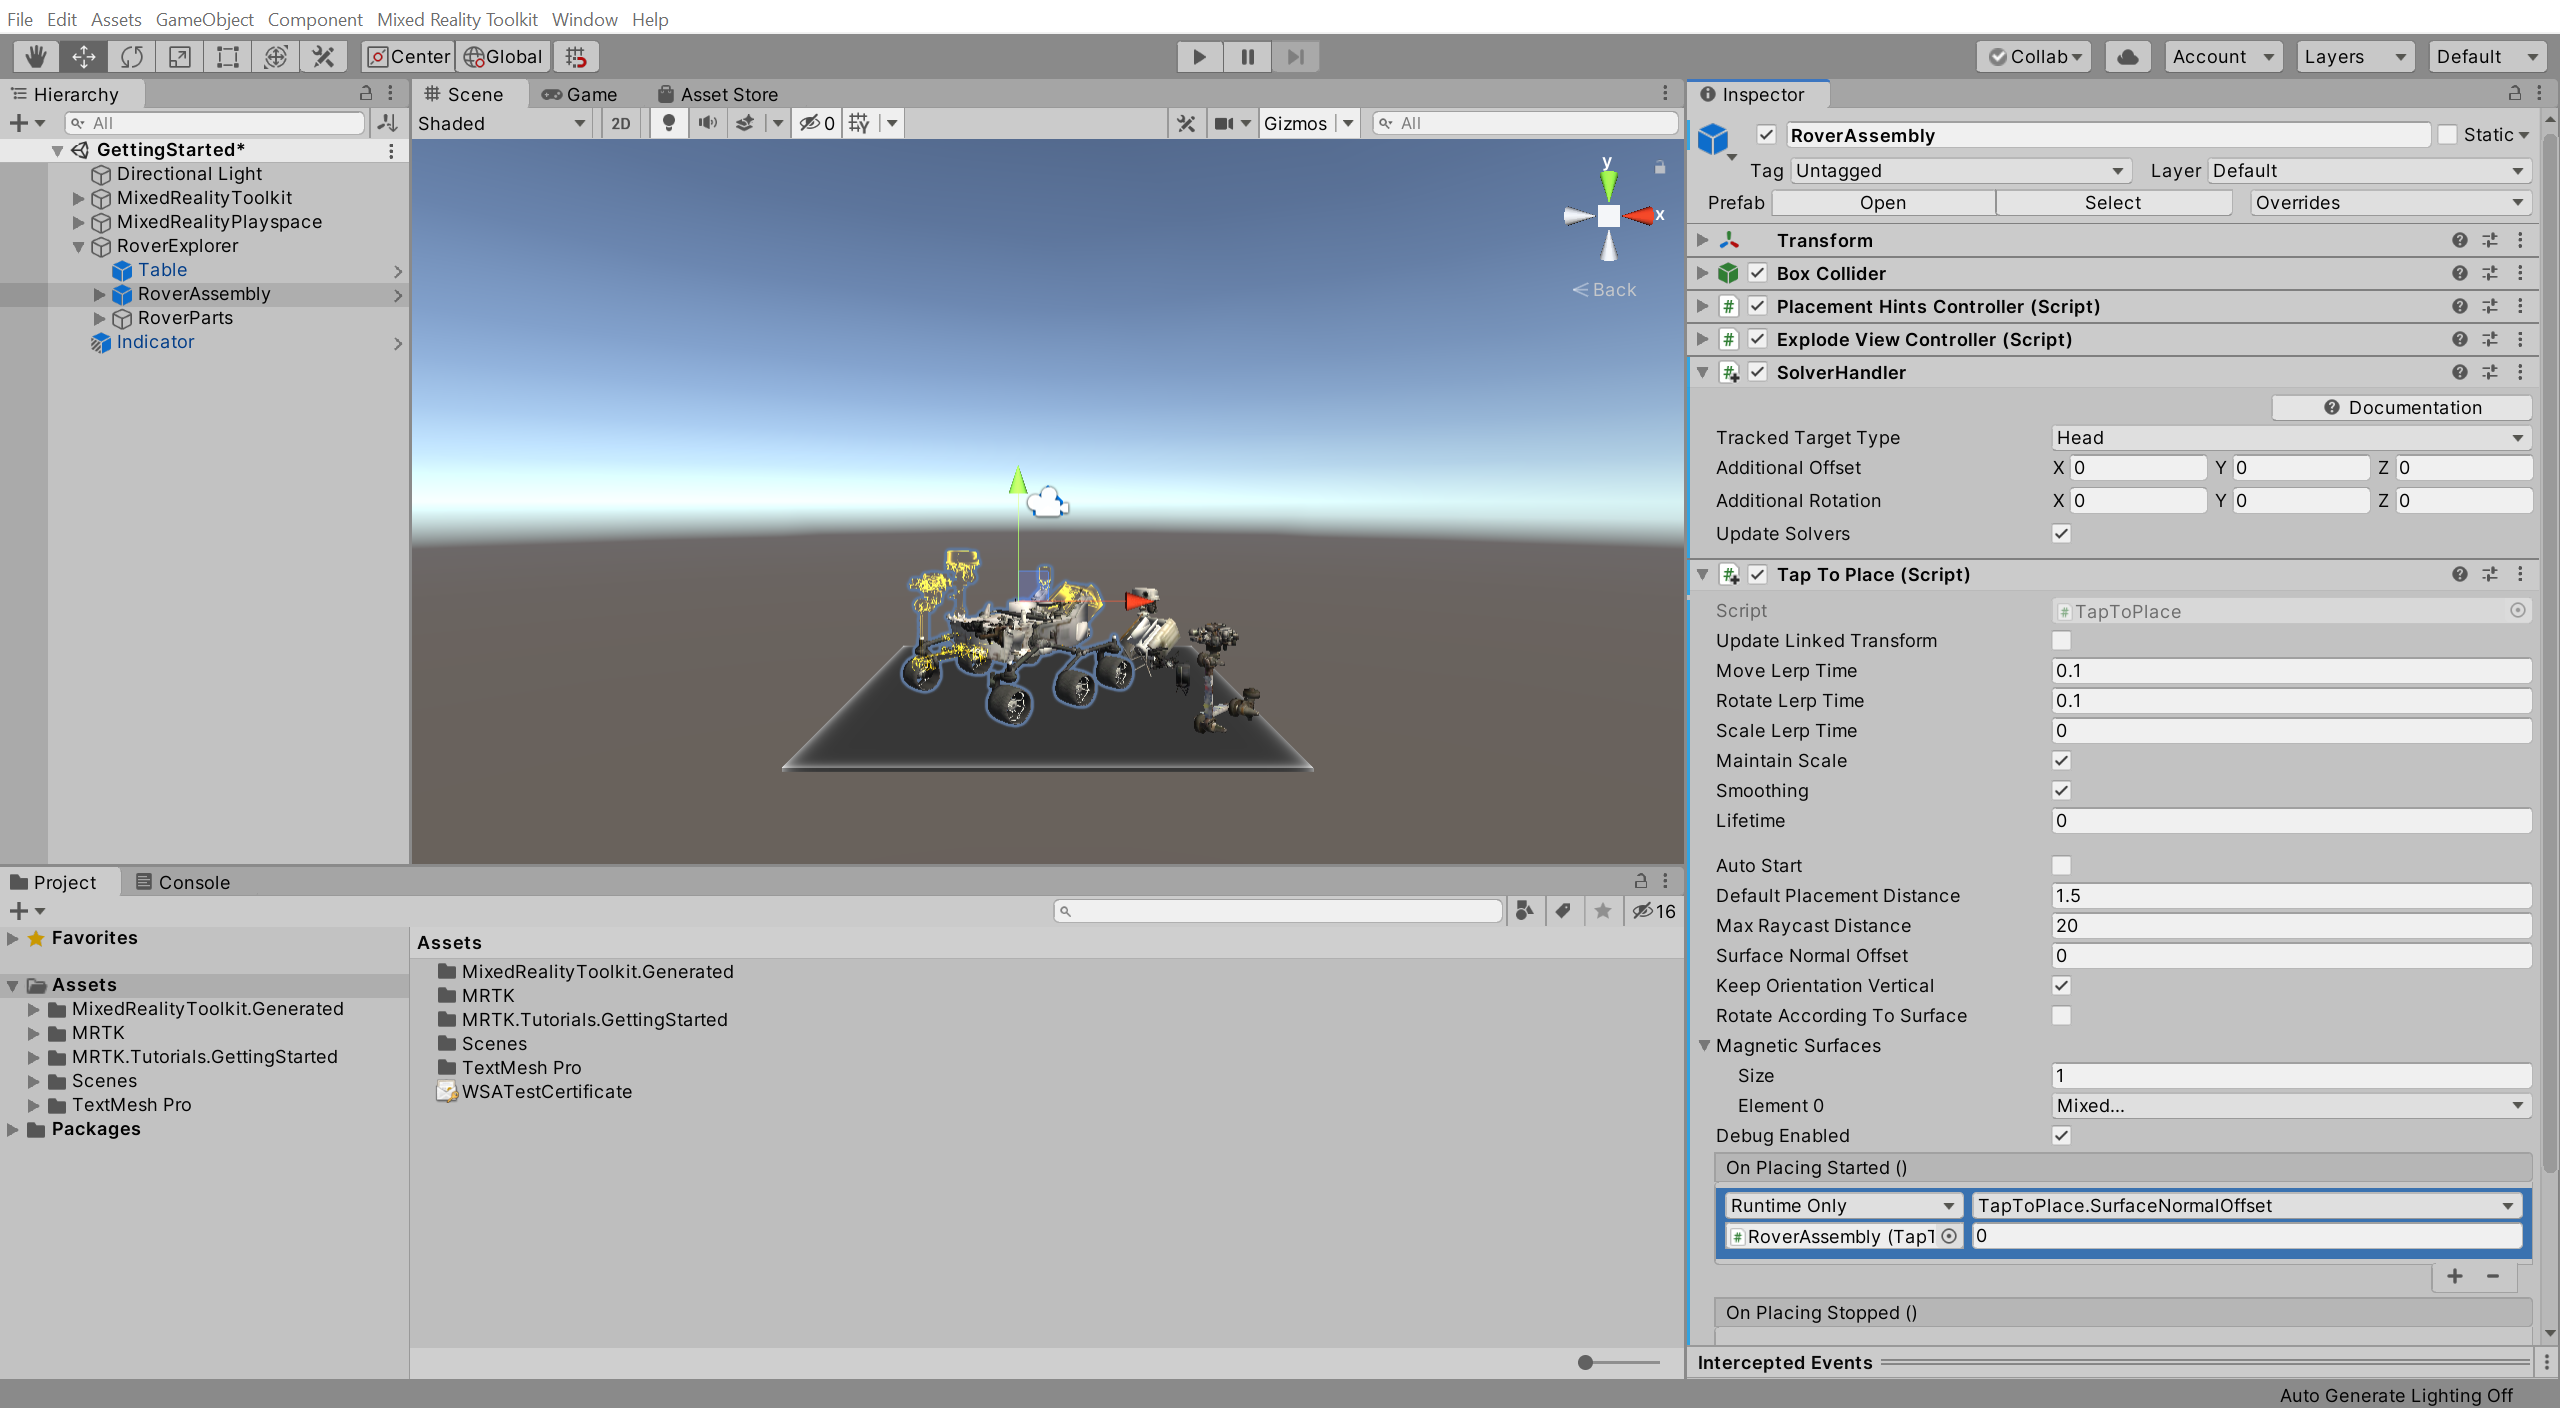 File Edit Assets GameObject Component Mixed Reality Toolkit Window Help
Center Global Collab Account Layers Default
Hierarchy
All
GettingStarted*
Directional Light
MixedRealityToolkit
MixedRealityPlayspace
RoverExplorer
Table
RoverAssembly
RoverParts
Indicator
Scene Game Asset Store
Shaded 2D 0 Gizmos All
y
x
Back
Project Console
16
Favorites
Assets
MixedRealityToolkit.Generated
MRTK
MRTK.Tutorials.GettingStarted
Scenes
TextMesh Pro
Packages
Assets
MixedRealityToolkit.Generated
MRTK
MRTK.Tutorials.GettingStarted
Scenes
TextMesh Pro
WSATestCertificate
Inspector
RoverAssembly Static
Tag Untagged Layer Default
Prefab Open Select Overrides
Transform
Box Collider
Placement Hints Controller (Script)
Explode View Controller (Script)
SolverHandler
Documentation
Tracked Target Type Head
Additional Offset X 0 Y 0 Z 0
Additional Rotation X 0 Y 0 Z 0
Update Solvers
Tap To Place (Script)
Script TapToPlace
Update Linked Transform
Move Lerp Time 0.1
Rotate Lerp Time 0.1
Scale Lerp Time 0
Maintain Scale
Smoothing
Lifetime 0
Auto Start
Default Placement Distance 1.5
Max Raycast Distance 20
Surface Normal Offset 0
Keep Orientation Vertical
Rotate According To Surface
Magnetic Surfaces
Size 1
Element 0 Mixed...
Debug Enabled
On Placing Started ()
Runtime Only TapToPlace.SurfaceNormalOffset
RoverAssembly (TapT 0
On Placing Stopped ()
Intercepted Events
Auto Generate Lighting Off